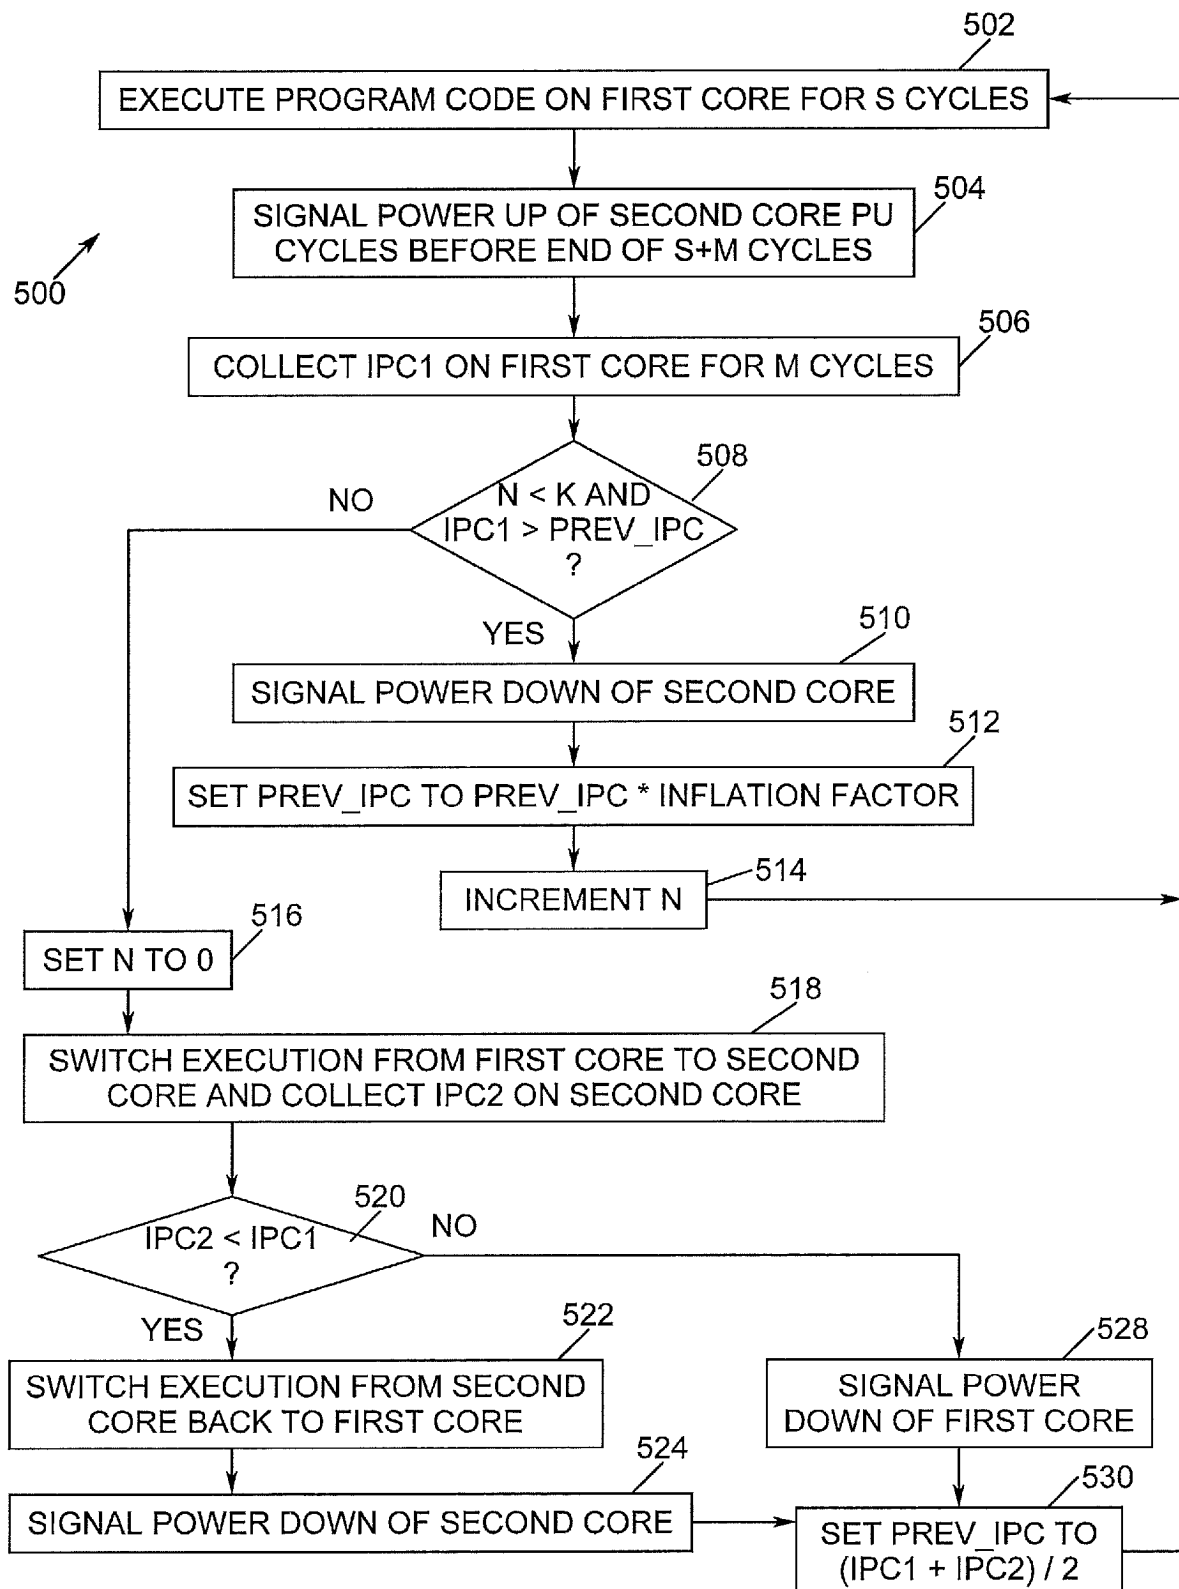 502
EXECUTE PROGRAM CODE ON FIRST CORE FOR S CYCLES
504
SIGNAL POWER UP OF SECOND CORE PU
CYCLES BEFORE END OF S+M CYCLES
500
506
COLLECT IPC1 ON FIRST CORE FOR M CYCLES
508
NO
N < K AND
IPC1 > PREV_IPC
?
YES
510
SIGNAL POWER DOWN OF SECOND CORE
512
SET PREV_IPC TO PREV_IPC * INFLATION FACTOR
514
INCREMENT N
516
SET N TO 0
518
SWITCH EXECUTION FROM FIRST CORE TO SECOND
CORE AND COLLECT IPC2 ON SECOND CORE
520
NO
IPC2 < IPC1
?
YES
522
SWITCH EXECUTION FROM SECOND
CORE BACK TO FIRST CORE
528
SIGNAL POWER
DOWN OF FIRST CORE
524
SIGNAL POWER DOWN OF SECOND CORE
530
SET PREV_IPC TO
(IPC1 + IPC2) / 2